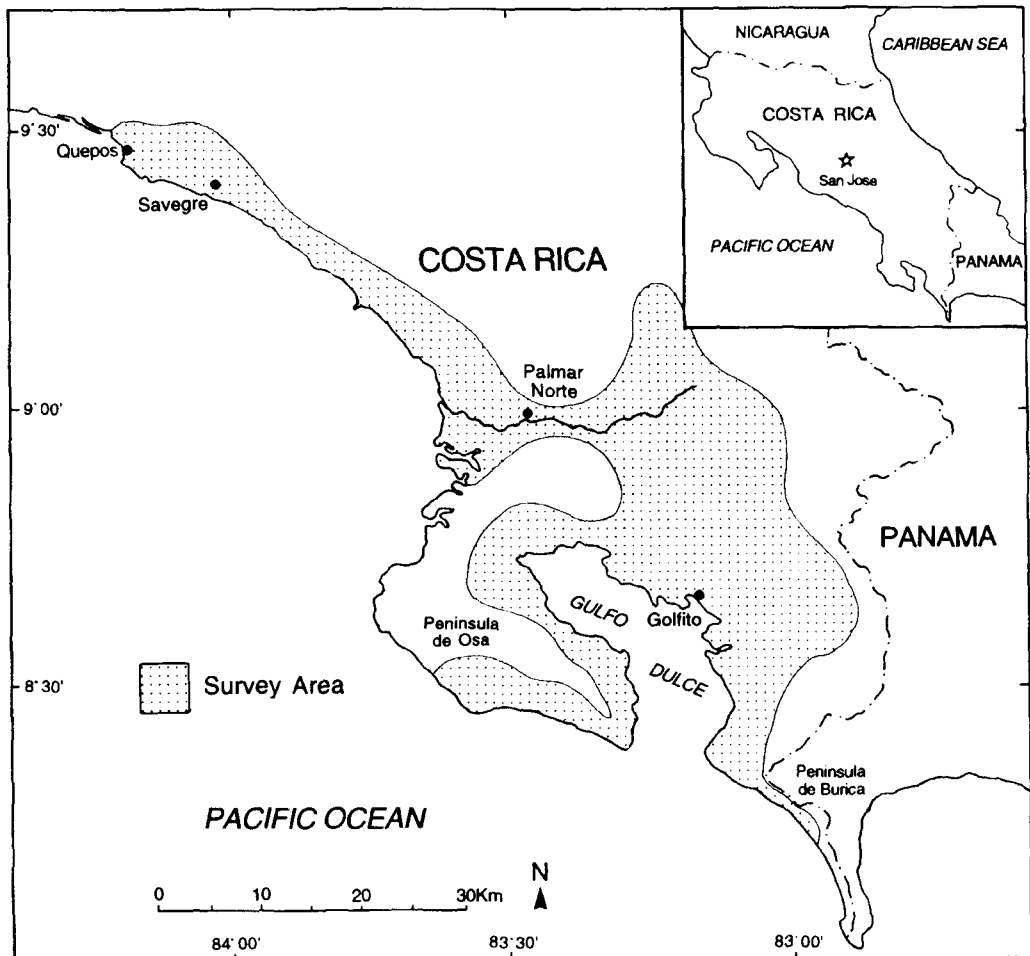 NICARAGUA
CARIBBEAN SEA
COSTA RICA
San Jose
PACIFIC OCEAN
PANAMA
9° 30'
Quepos
Savegre
COSTA RICA
Palmar
Norte
9° 00'
PANAMA
GULFO
DULCE
Golfito
Peninsula
de Osa
8° 30'
Survey Area
Peninsula
de Burica
PACIFIC OCEAN
N
0 10 20 30Km
84° 00' 83° 30' 83° 00'